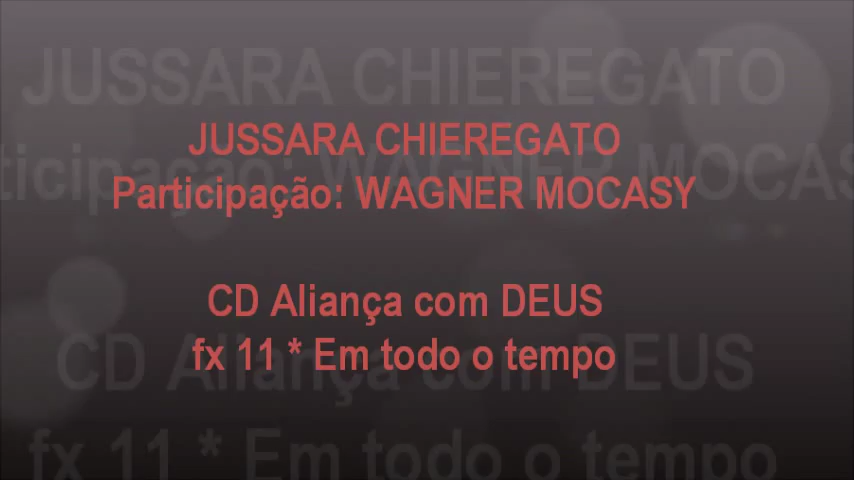 JUSSARA CHIEREGATO
Participação: WAGNER MOCASY
CD Aliança com DEUS
fx 11 * Em todo o tempo